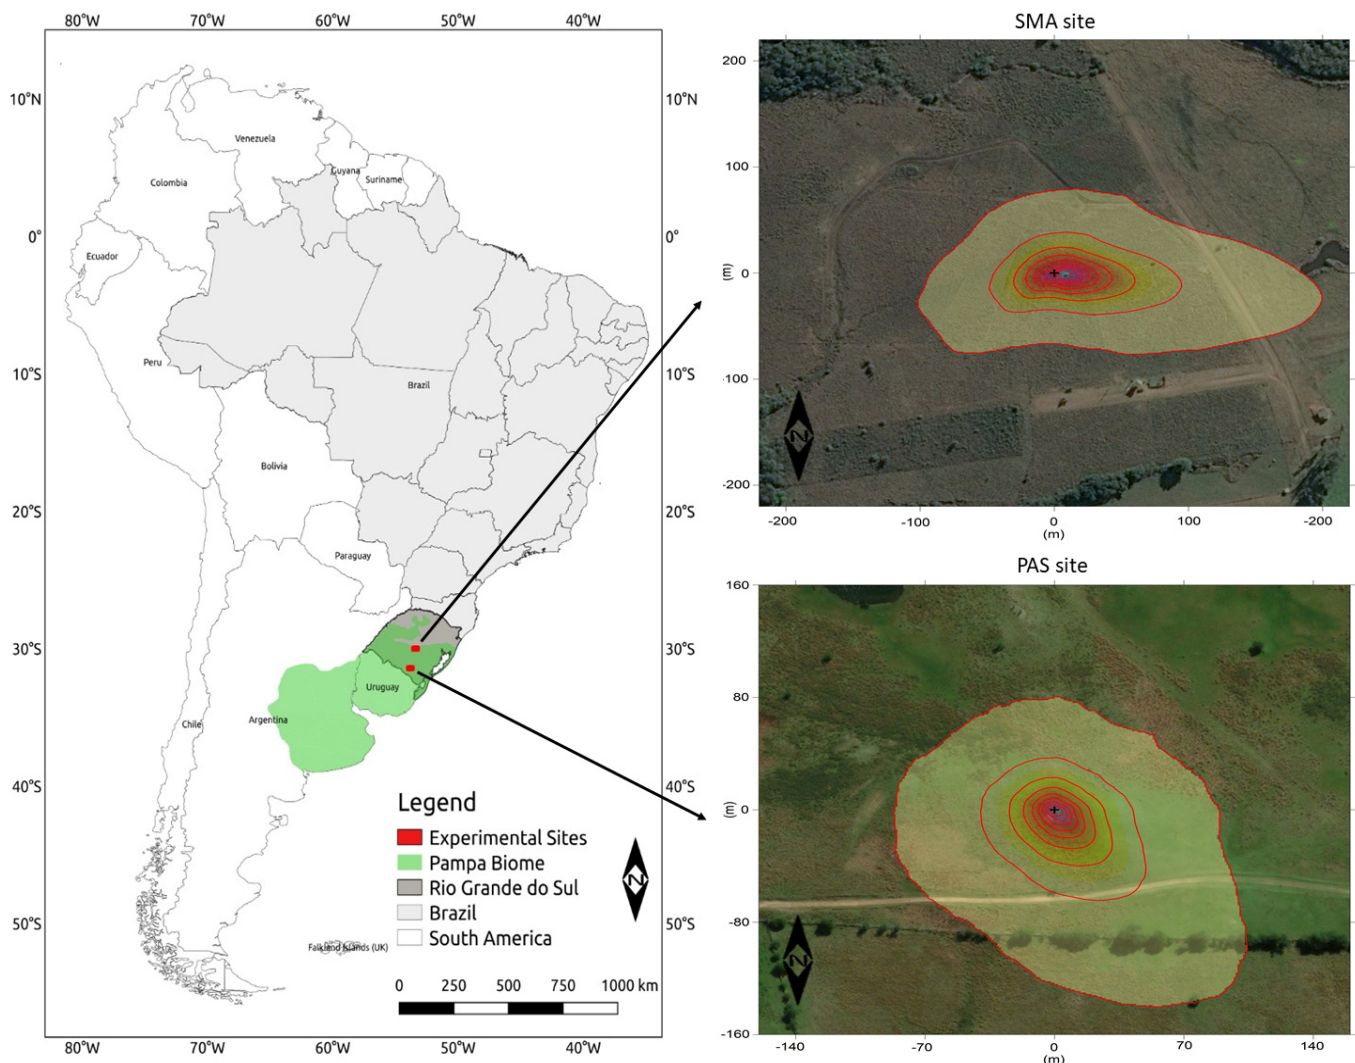 80°W 70°W 60°W 50°W 40°W
10°N
0°
10°S
20°S
30°S
40°S
50°S
10°N
0°
10°S
20°S
30°S
40°S
50°S
Venezuela
Guyana
Suriname
Colombia
Ecuador
Peru
Brazil
Bolivia
Paraguay
Uruguay
Argentina
Chile
Falkland Islands (UK)
Legend
Experimental Sites
Pampa Biome
Rio Grande do Sul
Brazil
South America
N
0 250 500 750 1000 km
80°W 70°W 60°W 50°W 40°W
SMA site
200
100
0
-100
-200
(m)
N
-200 -100 0 100 -200
(m)
PAS site
160
80
0
-80
-160
(m)
N
-140 -70 0 70 140
(m)